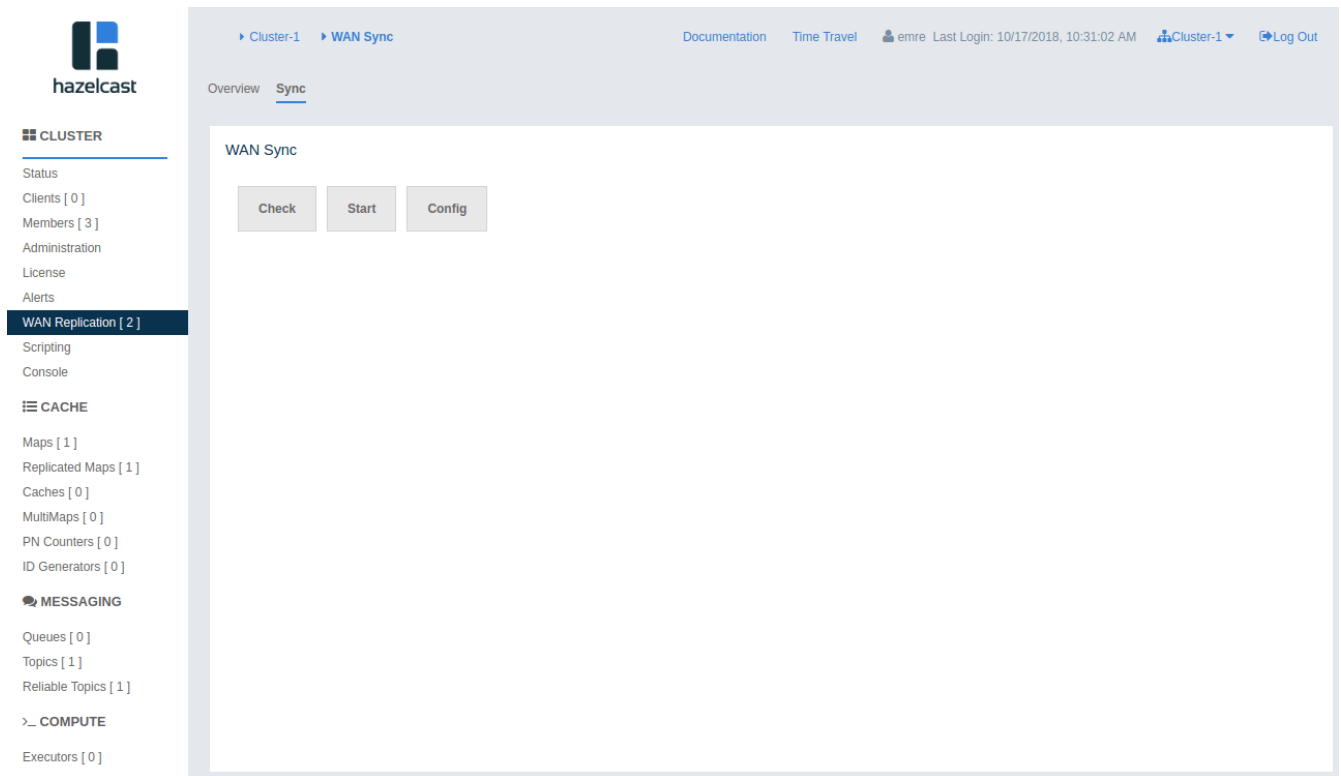 hazelcast
Cluster-1 WAN Sync Documentation Time Travel emre Last Login: 10/17/2018, 10:31:02 AM Cluster-1 Log Out
Overview Sync
CLUSTER
Status
Clients [ 0 ]
Members [ 3 ]
Administration
License
Alerts
WAN Replication [ 2 ]
Scripting
Console
CACHE
Maps [ 1 ]
Replicated Maps [ 1 ]
Caches [ 0 ]
MultiMaps [ 0 ]
PN Counters [ 0 ]
ID Generators [ 0 ]
MESSAGING
Queues [ 0 ]
Topics [ 1 ]
Reliable Topics [ 1 ]
COMPUTE
Executors [ 0 ]
WAN Sync
Check Start Config